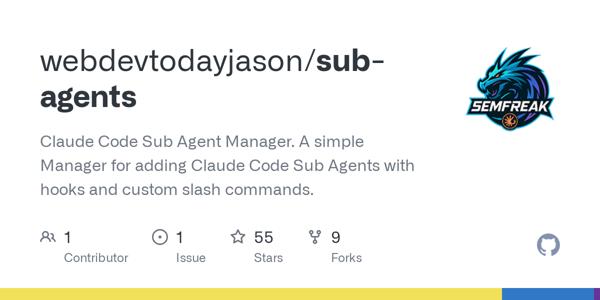 webdevtodayjason/sub-
agents
SEMFREAK
Claude Code Sub Agent Manager. A simple
Manager for adding Claude Code Sub Agents with
hooks and custom slash commands.
1
Contributor
1
Issue
55
Stars
9
Forks